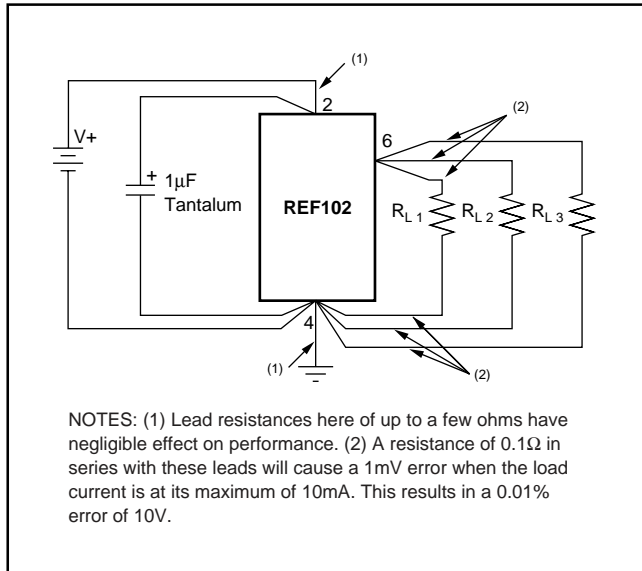 (1)
2
(2)
V+
6
+
1µF
Tantalum
REF102
R L 1
R L 2
R L 3
4
(1)
(2)
NOTES: (1) Lead resistances here of up to a few ohms have
negligible effect on performance. (2) A resistance of 0.1Ω in
series with these leads will cause a 1mV error when the load
current is at its maximum of 10mA. This results in a 0.01%
error of 10V.